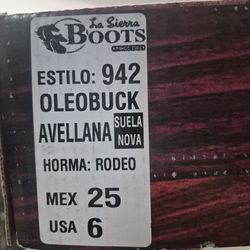 La Sierra
BOOTS
ESTILO: 942
OLEOBUCK
AVELLANA SUELA NOVA
HORMA: RODEO
MEX 25
USA 6